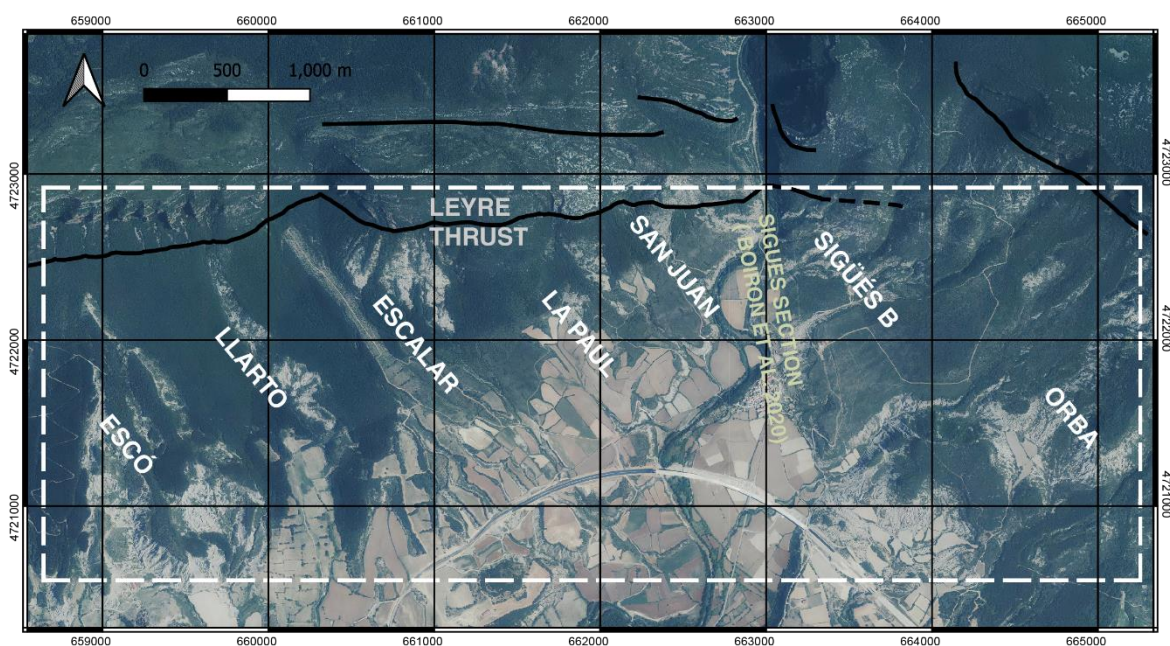 659000 660000 661000 662000 663000 664000 665000
0 500 1,000 m
4723000 4723000
LEYRE
THRUST
SAN JUAN
SIGÜÉS B
SIGUES SECTION
( BOIRON ET AL., 2020)
ESCALAR
LA PAUL
LLARTO
4722000 4722000
ORBA
ESCÓ
4721000 4721000
659000 660000 661000 662000 663000 664000 665000